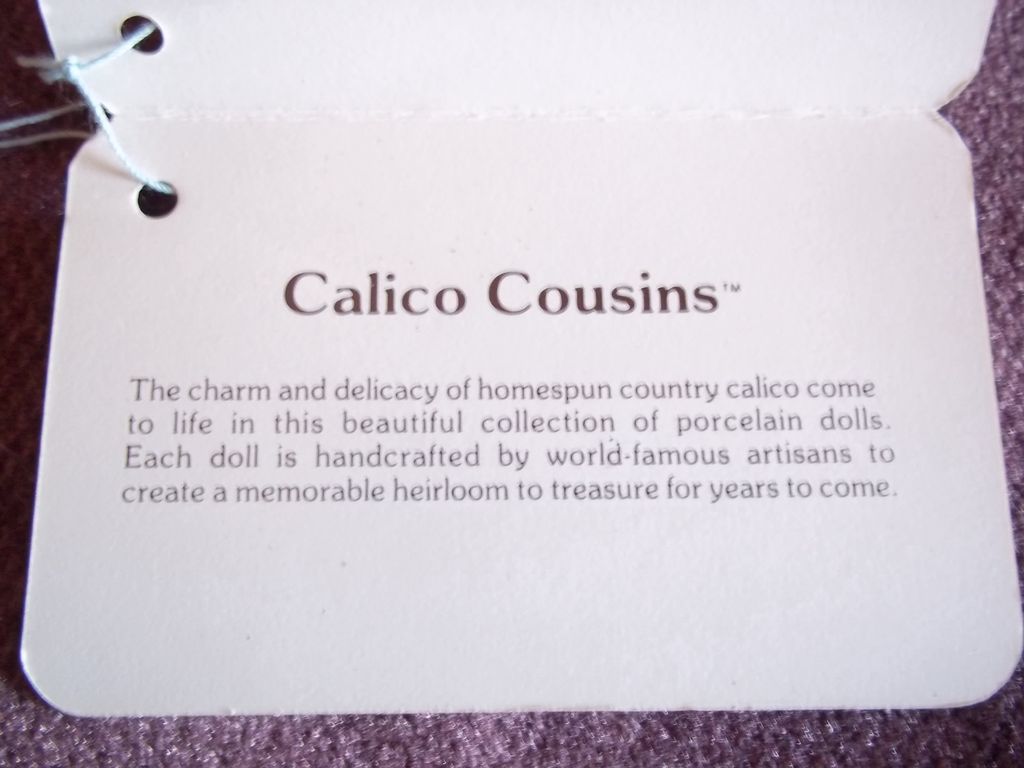 Calico Cousins™
The charm and delicacy of homespun country calico come
to life in this beautiful collection of porcelain dolls.
Each doll is handcrafted by world-famous artisans to
create a memorable heirloom to treasure for years to come.